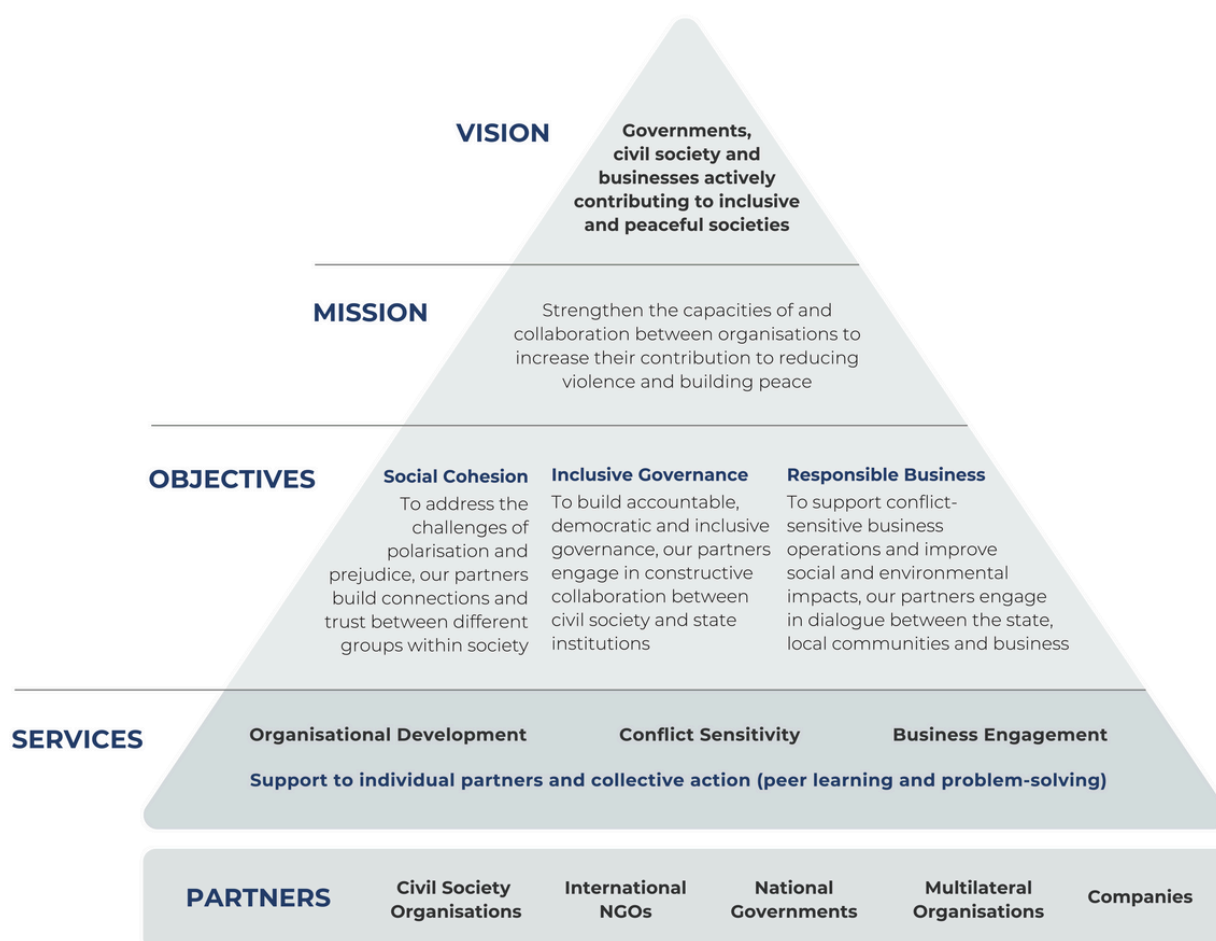 VISION
Governments,
civil society and
businesses actively
contributing to inclusive
and peaceful societies
MISSION
Strengthen the capacities of and
collaboration between organisations to
increase their contribution to reducing
violence and building peace
OBJECTIVES
Social Cohesion
To address the
challenges of
polarisation and
prejudice, our partners
build connections and
trust between different
groups within society
Inclusive Governance
To build accountable,
democratic and inclusive
governance, our partners
engage in constructive
collaboration between
civil society and state
institutions
Responsible Business
To support conflict-
sensitive business
operations and improve
social and environmental
impacts, our partners engage
in dialogue between the state,
local communities and business
SERVICES
Organisational Development
Conflict Sensitivity
Business Engagement
Support to individual partners and collective action (peer learning and problem-solving)
PARTNERS
Civil Society
Organisations
International
NGOs
National
Governments
Multilateral
Organisations
Companies